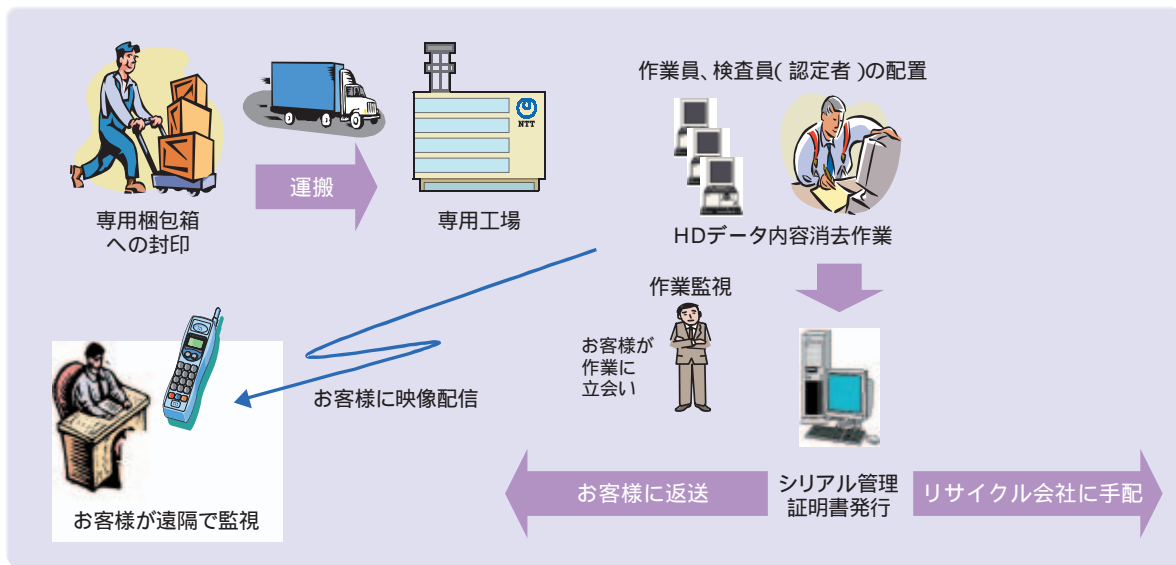 専用梱包箱
への封印
運搬
NTT
専用工場
作業員、検査員(認定者)の配置
HDデータ内容消去作業
作業監視
お客様が
作業に
立会い
お客様に映像配信
お客様が遠隔で監視
お客様に返送
シリアル管理
証明書発行
リサイクル会社に手配